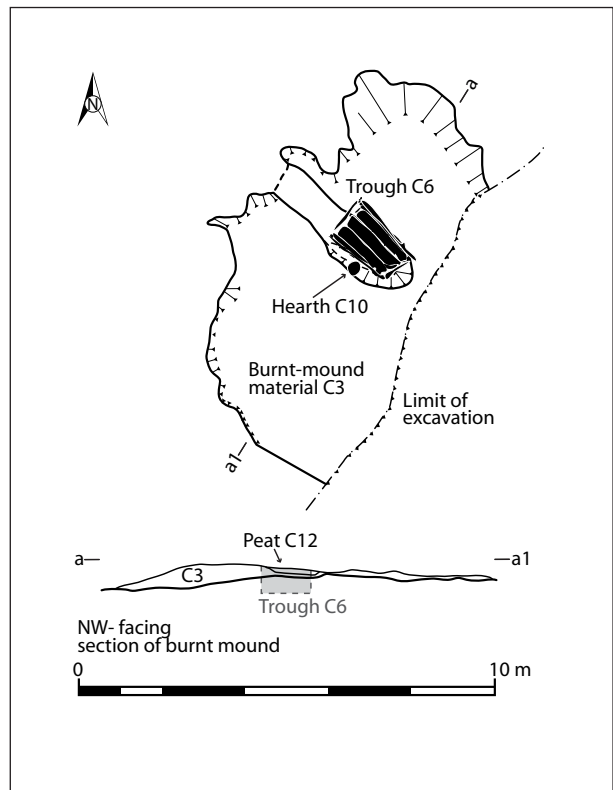 N
a
Trough C6
Hearth C10
Burnt-mound
material C3
Limit of
excavation
a1
Peat C12
a
a1
C3
Trough C6
NW- facing
section of burnt mound
0
10 m